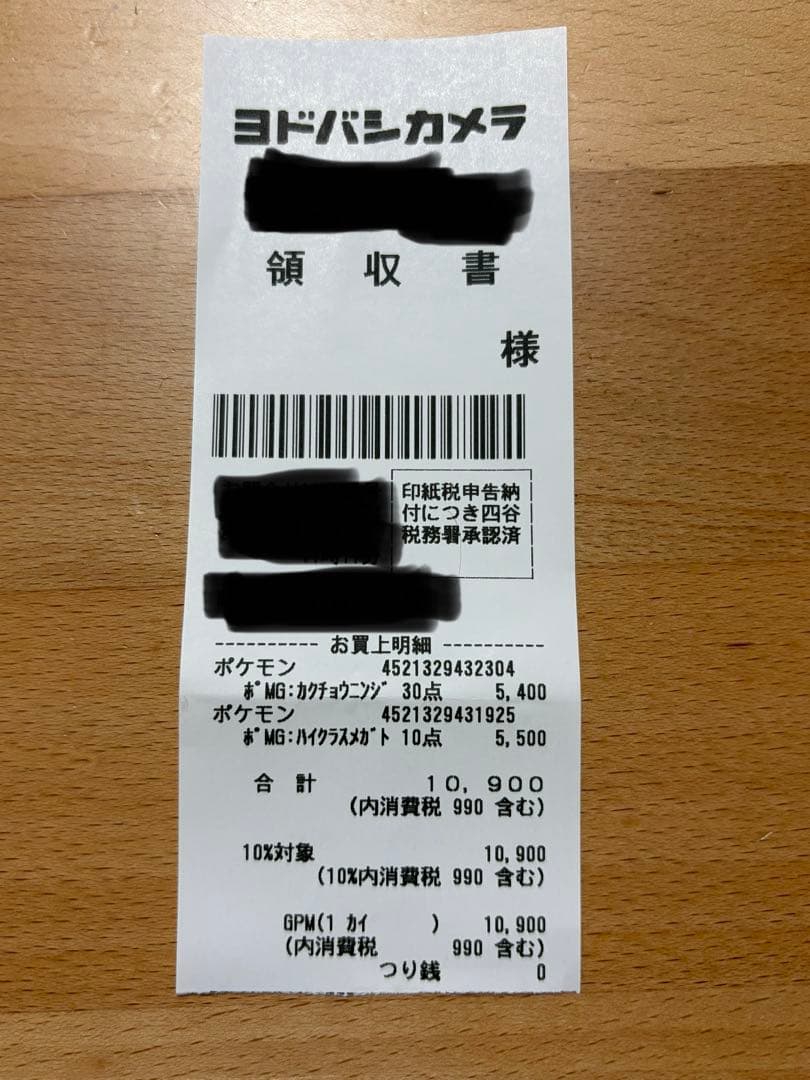 ヨドバシカメラ
領 収 書
様
印紙税申告納
付につき四谷
税務署承認済
---------- お買上明細 ----------
ポケモン 4521329432304
ﾎﾟMG:ｶｸﾁｮｳﾆﾝｼﾞ 30点 5,400
ポケモン 4521329431925
ﾎﾟMG:ﾊｲｸﾗｽﾒｶﾞﾄ 10点 5,500
合 計 10,900
(内消費税 990 含む)
10%対象 10,900
(10%内消費税 990 含む)
GPM(1 ｶｲ ) 10,900
(内消費税 990 含む)
つり銭 0